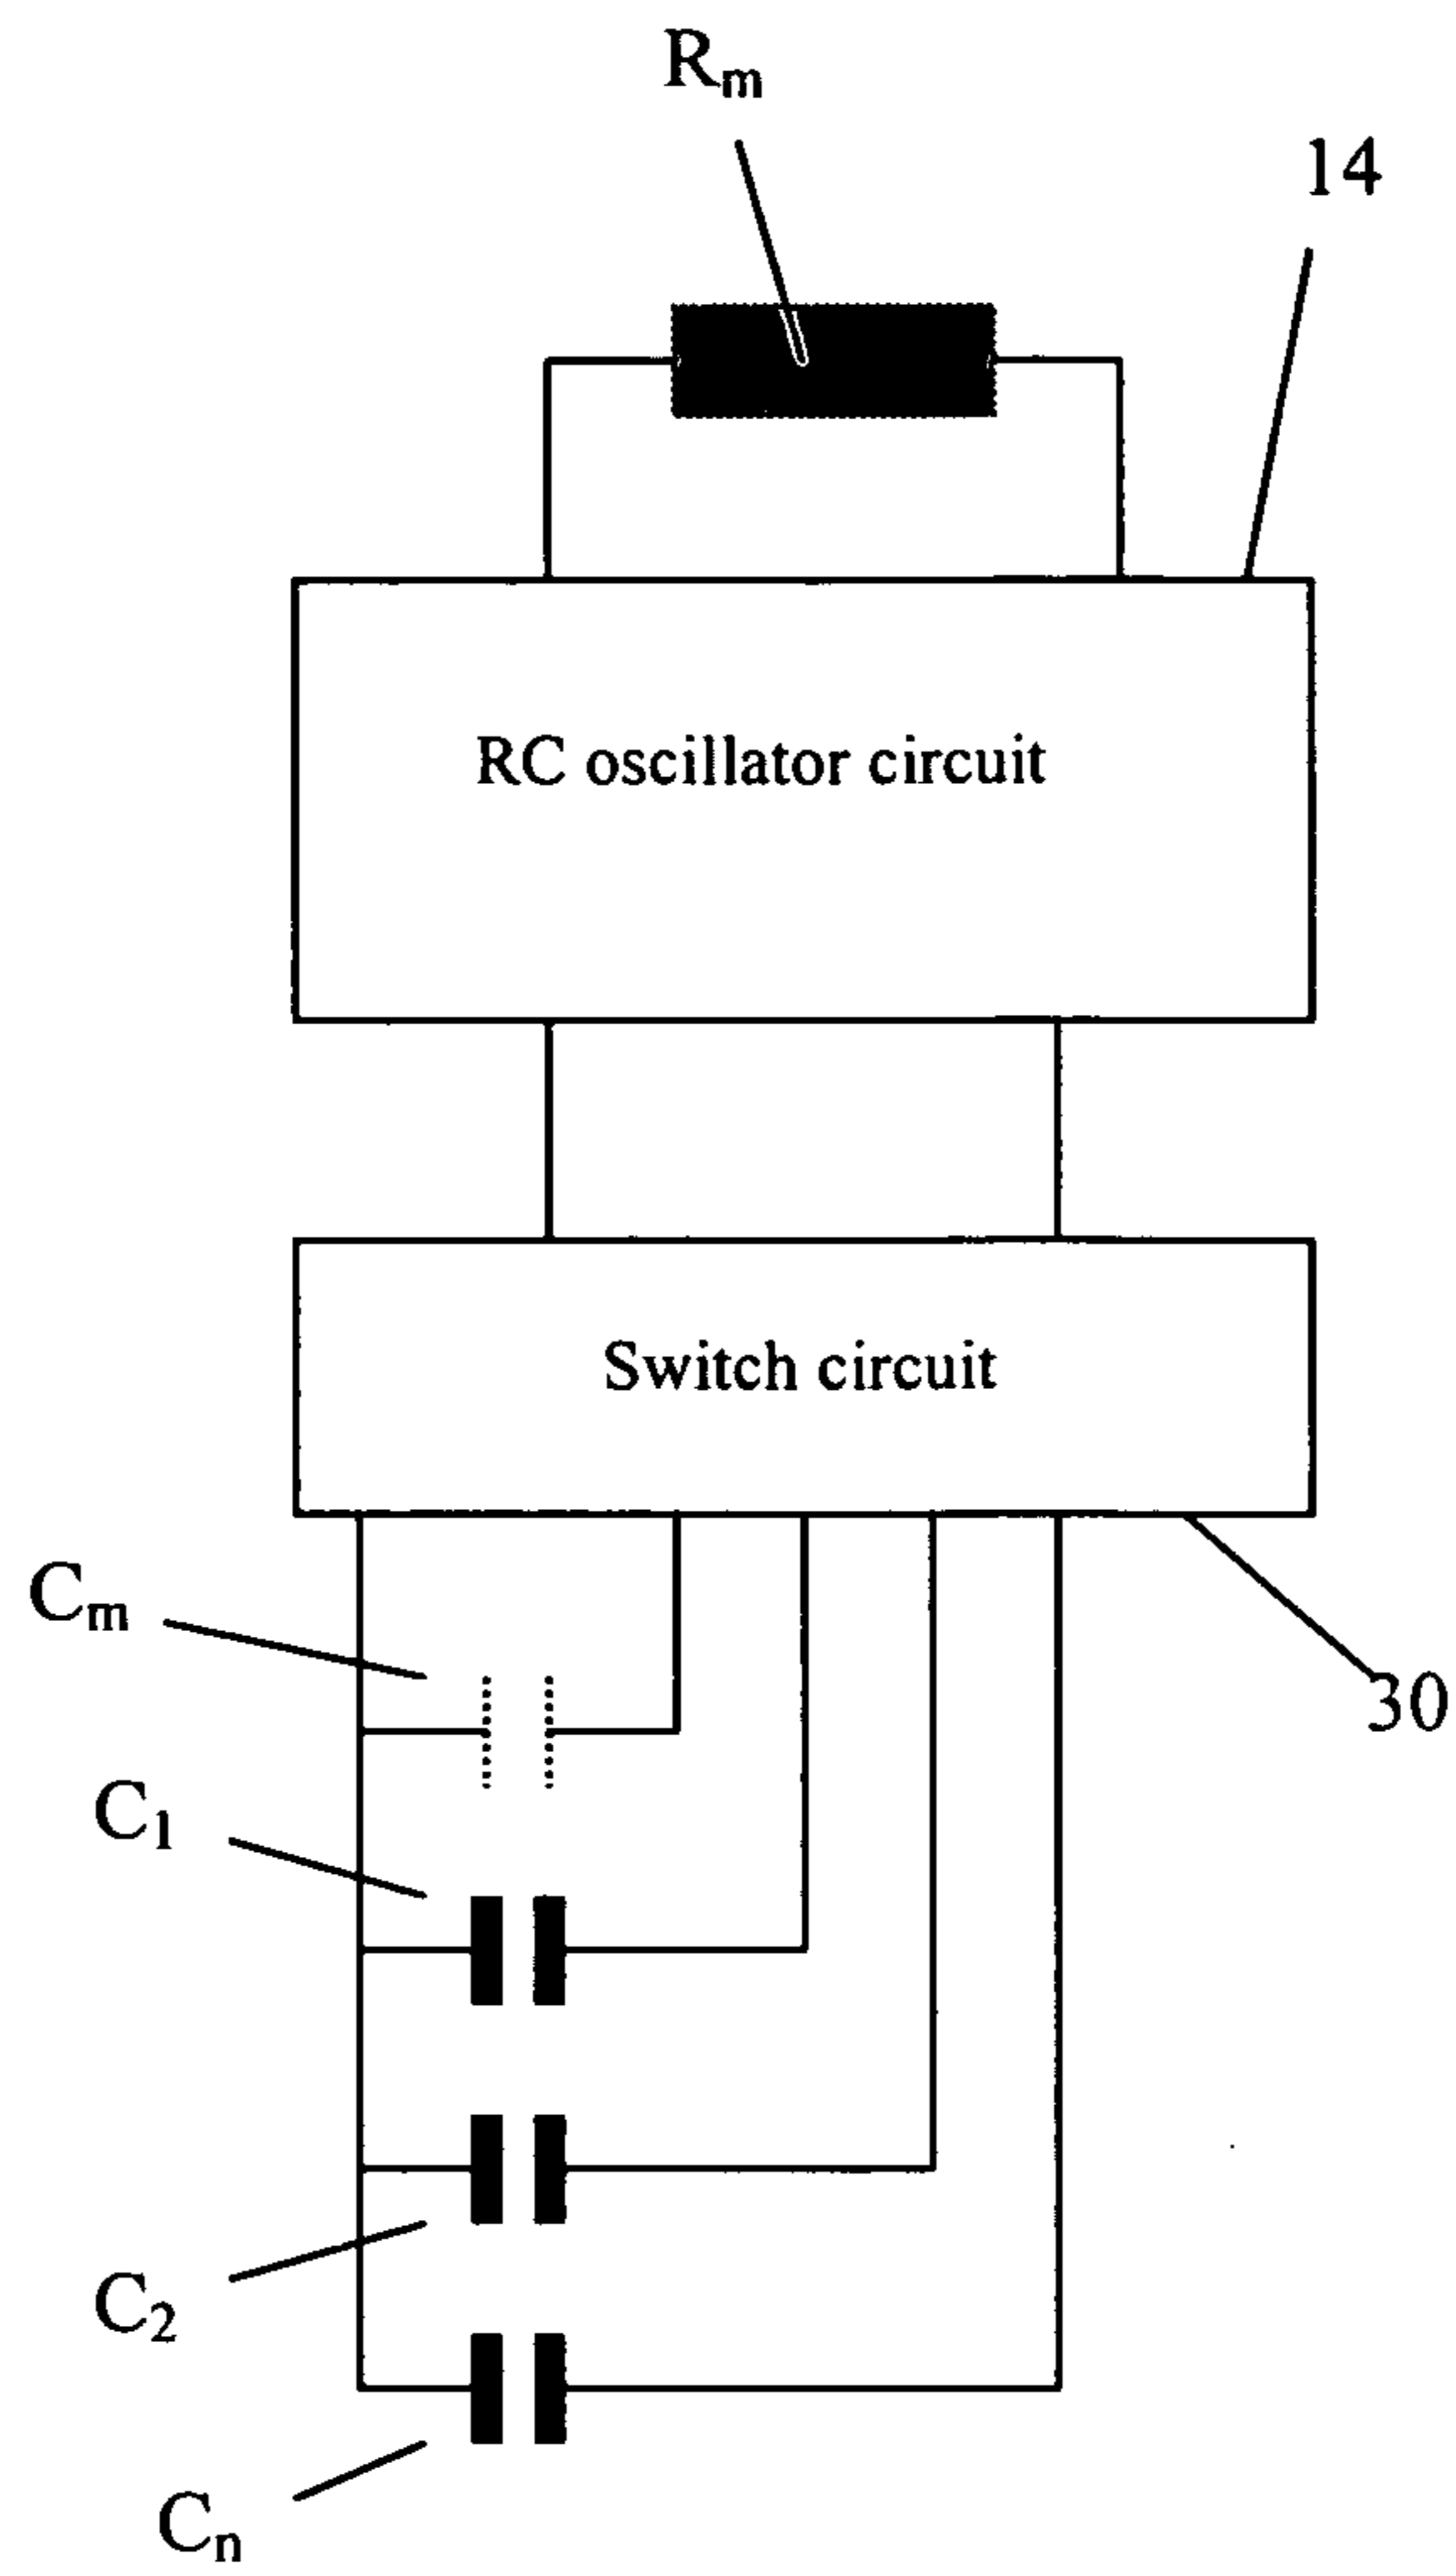 Rm
14
RC oscillator circuit
Switch circuit
Cm
30
C1
C2
Cn